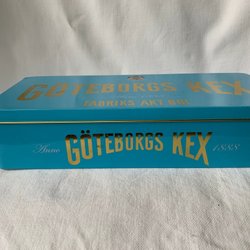 GÖTEBORGS KEX
FABRIKS AKT. BOL.
Anno GÖTEBORGS KEX 1888